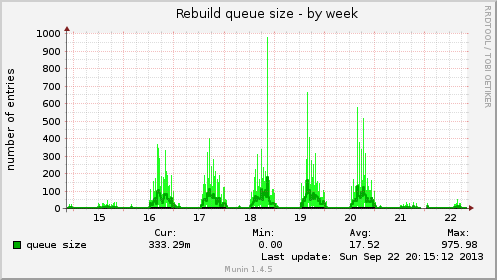 Rebuild queue size - by week
RRDTOOL / TOBI OETIKER
number of entries
1000
900
800
700
600
500
400
300
200
100
0
15 16 17 18 19 20 21 22
Cur: Min: Avg: Max:
queue size 333.29m 0.00 17.52 975.98
Last update: Sun Sep 22 20:15:12 2013
Munin 1.4.5